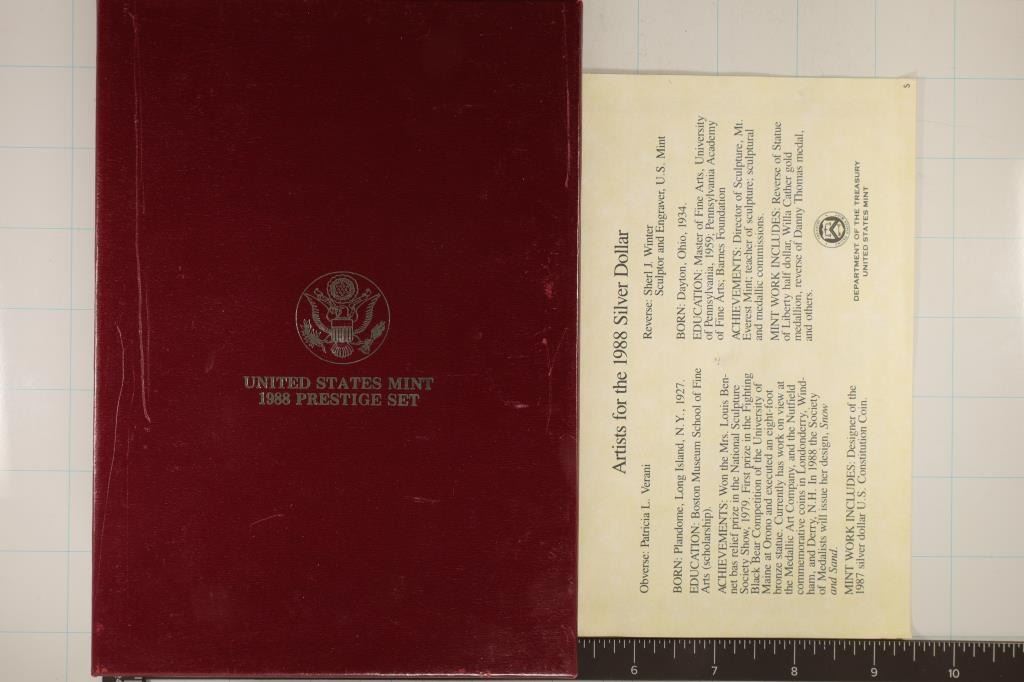 UNITED STATES MINT
1988 PRESTIGE SET
Artists for the 1988 Silver Dollar
Obverse: Patricia L. Verani
BORN: Plandome, Long Island, N.Y., 1927.
EDUCATION: Boston Museum School of Fine
Arts (scholarship).
ACHIEVEMENTS: Won the Mrs. Louis Ben-
net bas relief prize in the National Sculpture
Society Show, 1979, First prize in the Fighting
Black Bear Competition of the University of
Maine at Orono and executed an eight-foot
bronze statue. Currently has work on view at
the Medallic Art Company, and the Nutfield
commemorative coins in Londonderry, Wind-
ham, and Derry, N.H. In 1988 the Society
of Medalists will issue her design, Snow
and Sand.
MINT WORK INCLUDES: Designer of the
1987 silver dollar U.S. Constitution Coin.
Reverse: Sherl J. Winter
Sculptor and Engraver, U.S. Mint
BORN: Dayton, Ohio, 1934.
EDUCATION: Master of Fine Arts, University
of Pennsylvania, 1959; Pennsylvania Academy
of Fine Arts; Barnes Foundation
ACHIEVEMENTS: Director of Sculpture, Mt.
Everest Mint; teacher of sculpture; sculptural
and medallic commissions.
MINT WORK INCLUDES: Reverse of Statue
of Liberty half dollar, Willa Cather gold
medallion, reverse of Danny Thomas medal,
and others.
DEPARTMENT OF THE TREASURY
UNITED STATES MINT
5
6 7 8 9 10